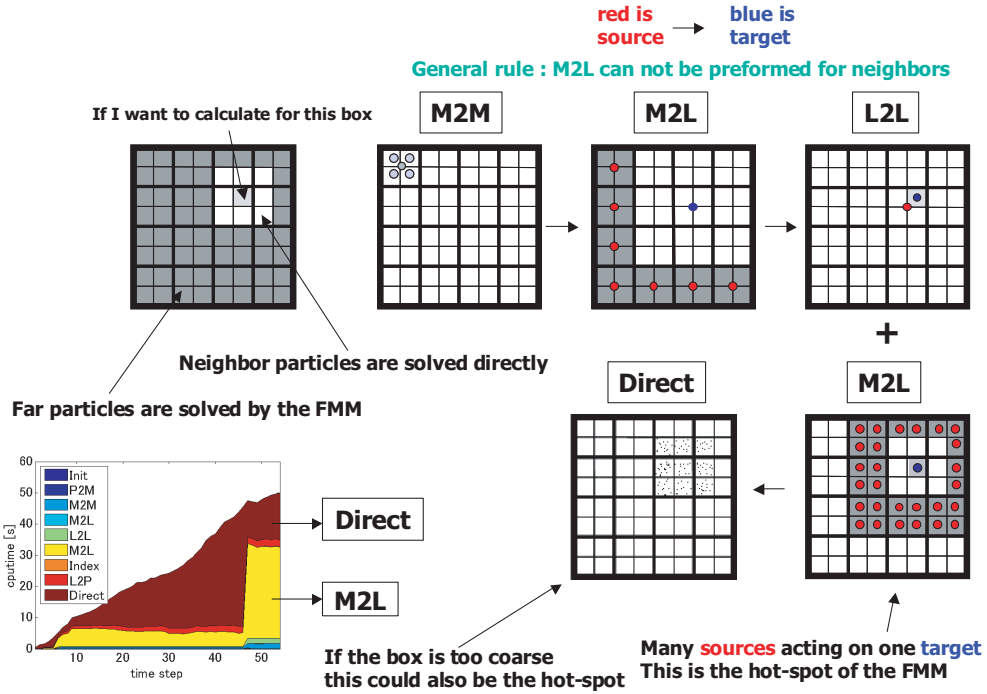 red is
source
blue is
target
General rule : M2L can not be preformed for neighbors
If I want to calculate for this box
M2M
M2L
L2L
Neighbor particles are solved directly
Far particles are solved by the FMM
+
Direct
M2L
60
50
40
30
20
10
0
cputime [s]
Init
P2M
M2M
M2L
L2L
M2L
Index
L2P
Direct
10
20
30
40
50
time step
Direct
M2L
If the box is too coarse
this could also be the hot-spot
Many sources acting on one target
This is the hot-spot of the FMM